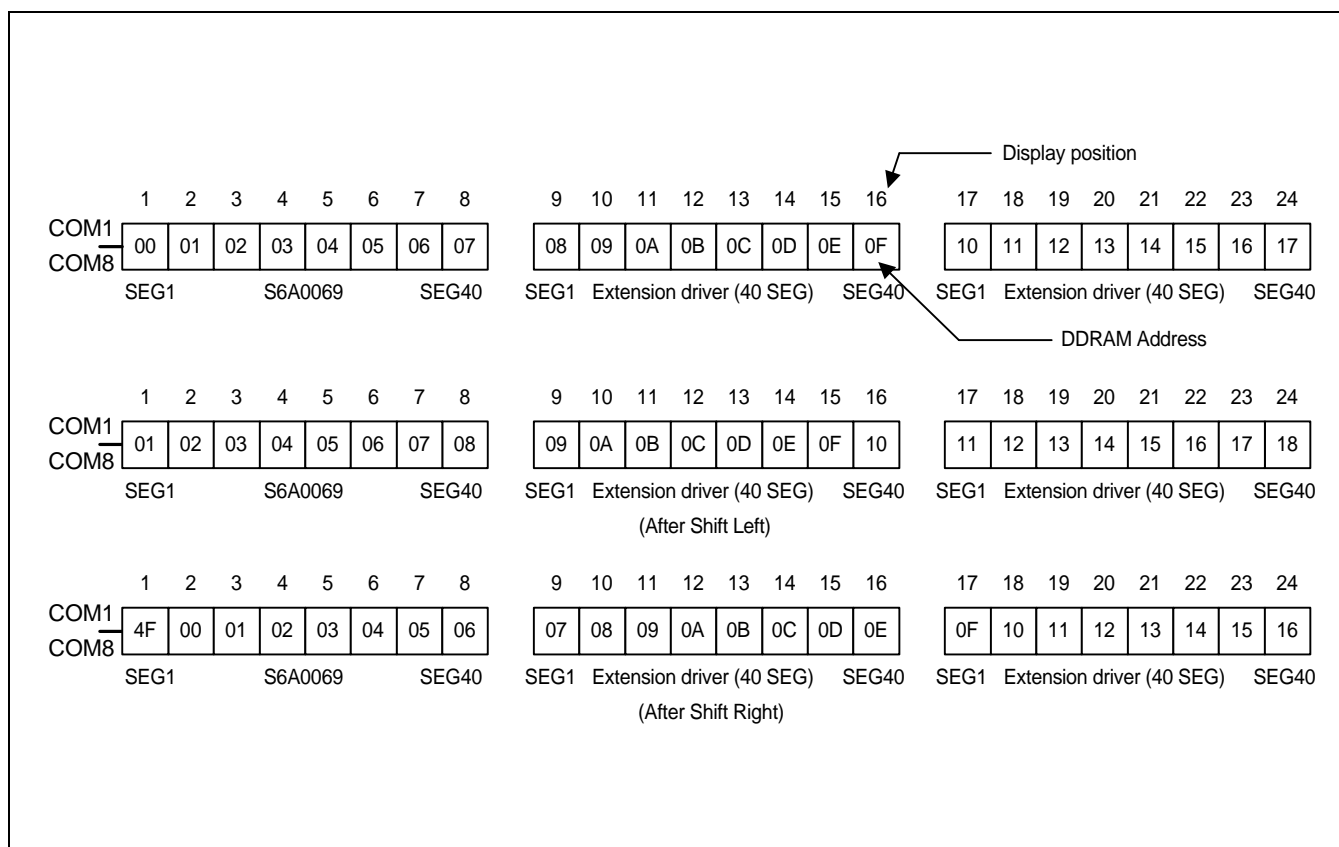 Display position
1 2 3 4 5 6 7 8 9 10 11 12 13 14 15 16 17 18 19 20 21 22 23 24
COM1
00 01 02 03 04 05 06 07 08 09 0A 0B 0C 0D 0E 0F 10 11 12 13 14 15 16 17
COM8
SEG1 S6A0069 SEG40 SEG1 Extension driver (40 SEG) SEG40 SEG1 Extension driver (40 SEG) SEG40
DDRAM Address
1 2 3 4 5 6 7 8 9 10 11 12 13 14 15 16 17 18 19 20 21 22 23 24
COM1
01 02 03 04 05 06 07 08 09 0A 0B 0C 0D 0E 0F 10 11 12 13 14 15 16 17 18
COM8
SEG1 S6A0069 SEG40 SEG1 Extension driver (40 SEG) SEG40 SEG1 Extension driver (40 SEG) SEG40
(After Shift Left)
1 2 3 4 5 6 7 8 9 10 11 12 13 14 15 16 17 18 19 20 21 22 23 24
COM1
4F 00 01 02 03 04 05 06 07 08 09 0A 0B 0C 0D 0E 0F 10 11 12 13 14 15 16
COM8
SEG1 S6A0069 SEG40 SEG1 Extension driver (40 SEG) SEG40 SEG1 Extension driver (40 SEG) SEG40
(After Shift Right)